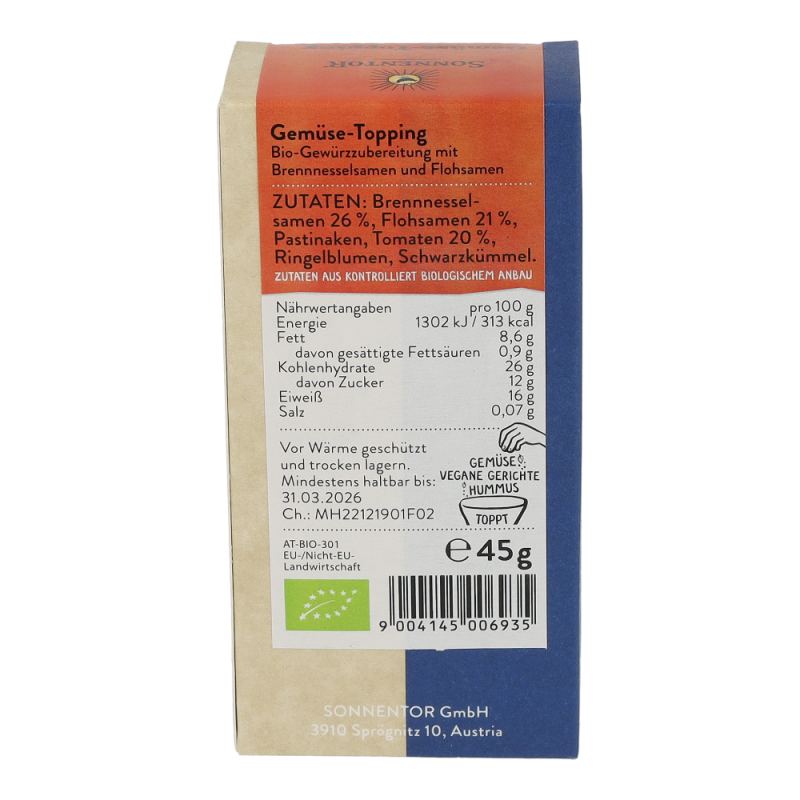 SONNENTOR®
Gemüse-Topping
Bio-Gewürzzubereitung mit
Brennnesselsamen und Flohsamen
ZUTATEN: Brennnessel-
samen 26 %, Flohsamen 21 %,
Pastinaken, Tomaten 20 %,
Ringelblumen, Schwarzkümmel.
ZUTATEN AUS KONTROLLIERT BIOLOGISCHEM ANBAU
Nährwertangaben pro 100 g
Energie 1302 kJ / 313 kcal
Fett 8,6 g
davon gesättigte Fettsäuren 0,9 g
Kohlenhydrate 26 g
davon Zucker 12 g
Eiweiß 16 g
Salz 0,07 g
Vor Wärme geschützt
und trocken lagern.
Mindestens haltbar bis:
31.03.2026
Ch.: MH22121901F02
GEMÜSE
VEGANE GERICHTE
HUMMUS
TOPPT
AT-BIO-301
EU-/Nicht-EU-
Landwirtschaft
℮ 45g
9 004145 006935
SONNENTOR GmbH
3910 Sprögnitz 10, Austria